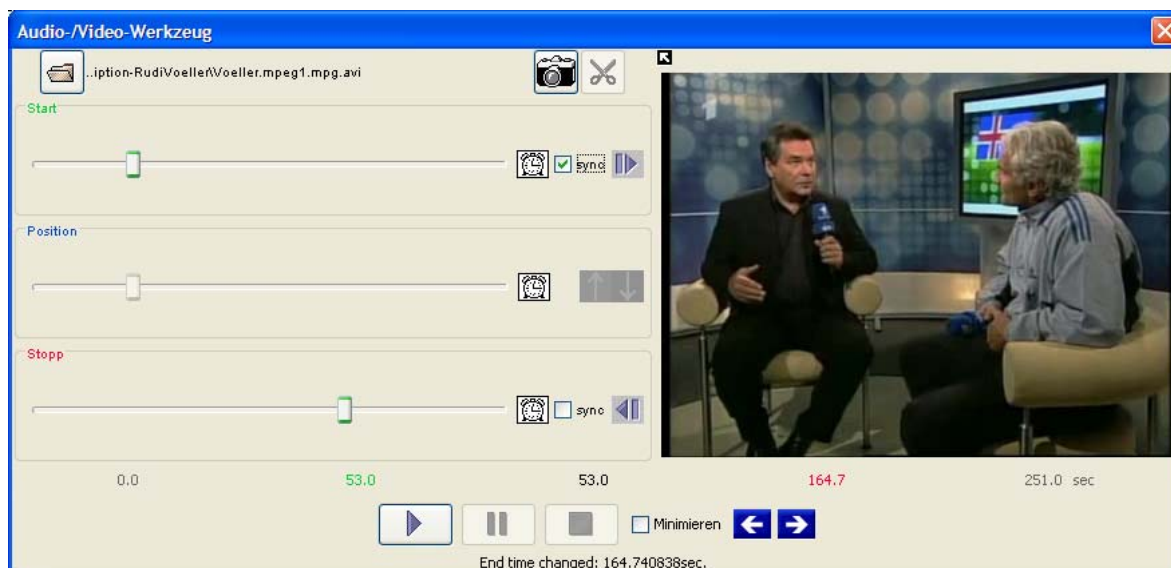 Audio-/Video-Werkzeug
..iption-RudiVoeller\Voeller.mpeg1.mpg.avi
Start
sync
Position
Stopp
sync
0.0 53.0 53.0 164.7 251.0 sec
Minimieren
End time changed: 164.740838sec.